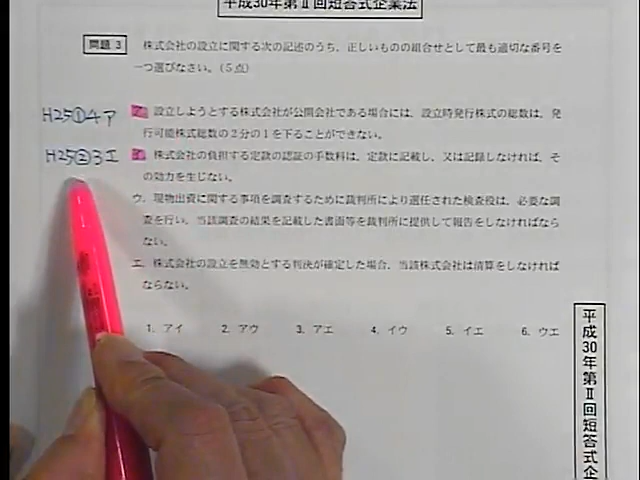 平成30年第Ⅱ回短答式企業法
問題 3 株式会社の設立に関する次の記述のうち、正しいものの組合せとして最も適切な番号を
一つ選びなさい。(5点)
H25①4ア ア. 設立しようとする株式会社が公開会社である場合には、設立時発行株式の総数は、発
行可能株式総数の2分の1を下ることができない。
H25②3エ イ. 株式会社の負担する定款の認証の手数料は、定款に記載し、又は記録しなければ、そ
の効力を生じない。
ウ. 現物出資に関する事項を調査するために裁判所により選任された検査役は、必要な調
査を行い、当該調査の結果を記載した書面等を裁判所に提供して報告をしなければなら
ない。
エ. 株式会社の設立を無効とする判決が確定した場合、当該株式会社は清算をしなければ
ならない。
1. アイ 2. アウ 3. アエ 4. イウ 5. イエ 6. ウエ
平成30年第Ⅱ回短答式企